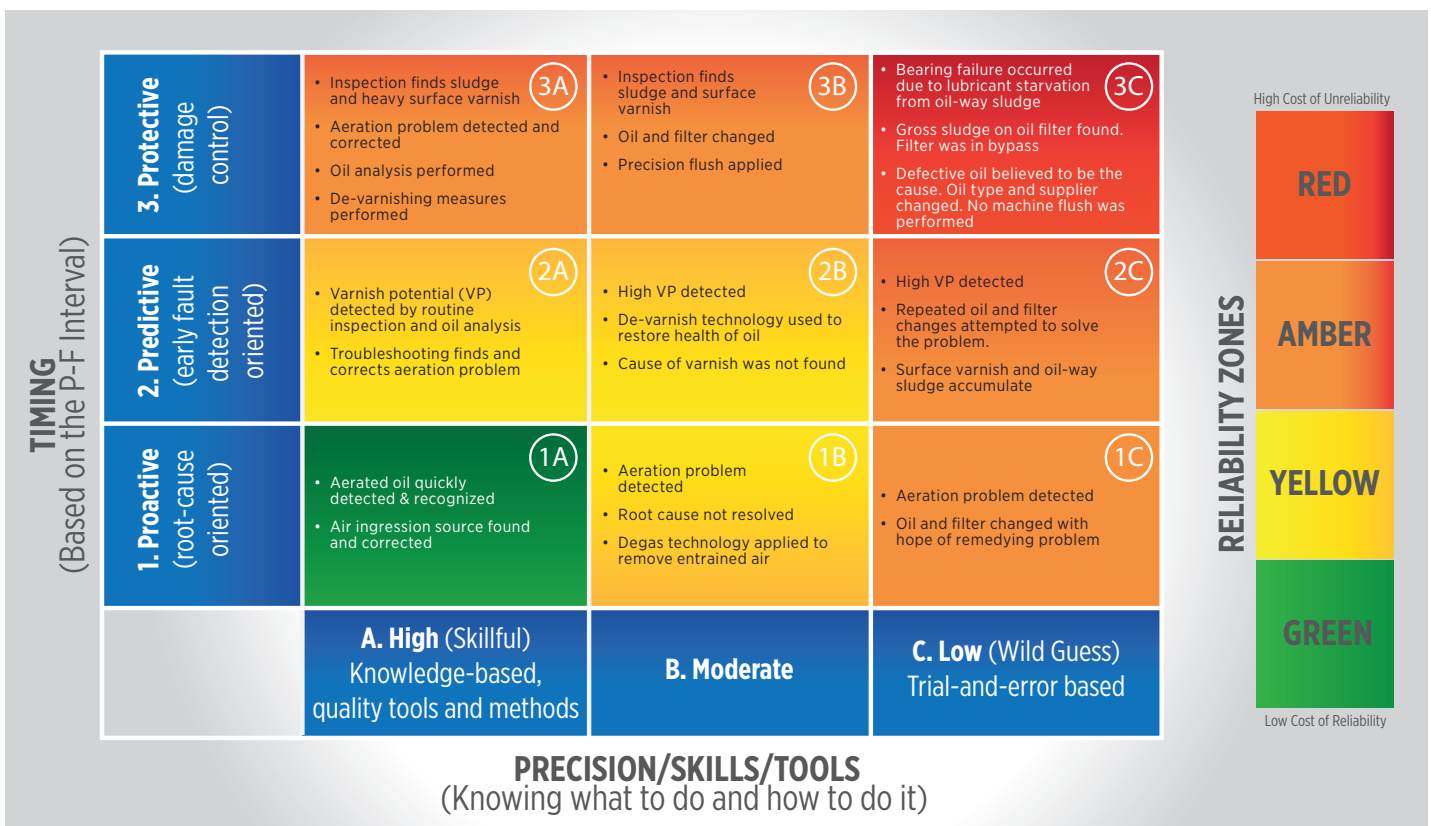 TIMING
(Based on the P-F Interval)
3. Protective
(damage
control)
• Inspection finds sludge
and heavy surface varnish
• Aeration problem detected and
corrected
• Oil analysis performed
• De-varnishing measures
performed
3A
• Inspection finds
sludge and surface
varnish
• Oil and filter changed
• Precision flush applied
3B
• Bearing failure occurred
due to lubricant starvation
from oil-way sludge
• Gross sludge on oil filter found.
Filter was in bypass
• Defective oil believed to be the
cause. Oil type and supplier
changed. No machine flush was
performed
3C
2. Predictive
(early fault
detection
oriented)
• Varnish potential (VP)
detected by routine
inspection and oil analysis
• Troubleshooting finds and
corrects aeration problem
2A
• High VP detected
• De-varnish technology used to
restore health of oil
• Cause of varnish was not found
2B
• High VP detected
• Repeated oil and filter
changes attempted to solve
the problem.
• Surface varnish and oil-way
sludge accumulate
2C
1. Proactive
(root-cause
oriented)
• Aerated oil quickly
detected & recognized
• Air ingression source found
and corrected
1A
• Aeration problem
detected
• Root cause not resolved
• Degas technology applied to
remove entrained air
1B
• Aeration problem detected
• Oil and filter changed with
hope of remedying problem
1C
A. High (Skillful)
Knowledge-based,
quality tools and methods
B. Moderate
C. Low (Wild Guess)
Trial-and-error based
PRECISION/SKILLS/TOOLS
(Knowing what to do and how to do it)
RELIABILITY ZONES
High Cost of Unreliability
RED
AMBER
YELLOW
GREEN
Low Cost of Reliability